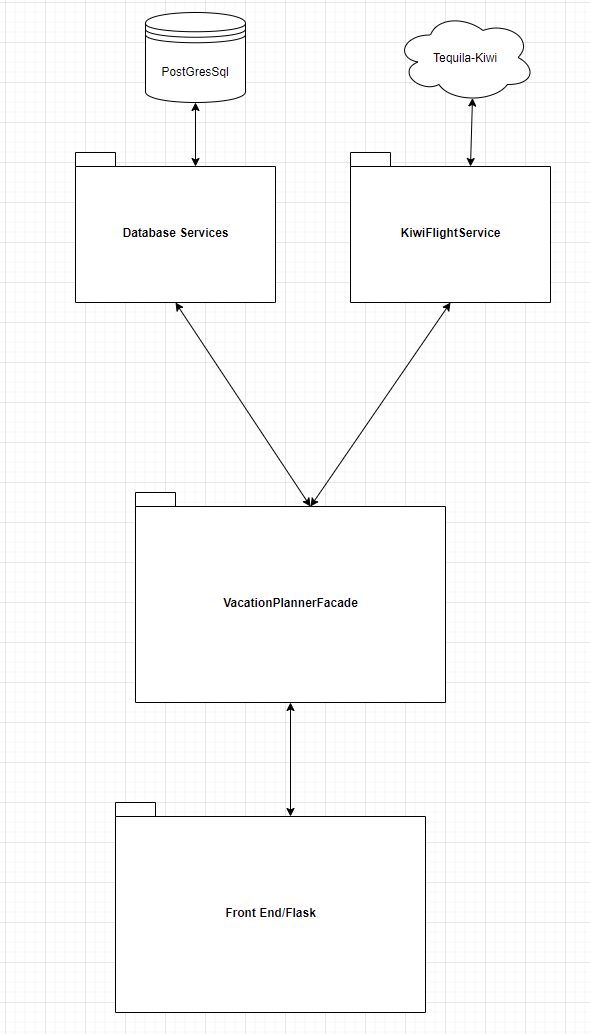 PostGresSql
Tequila-Kiwi
Database Services
KiwiFlightService
VacationPlannerFacade
Front End/Flask